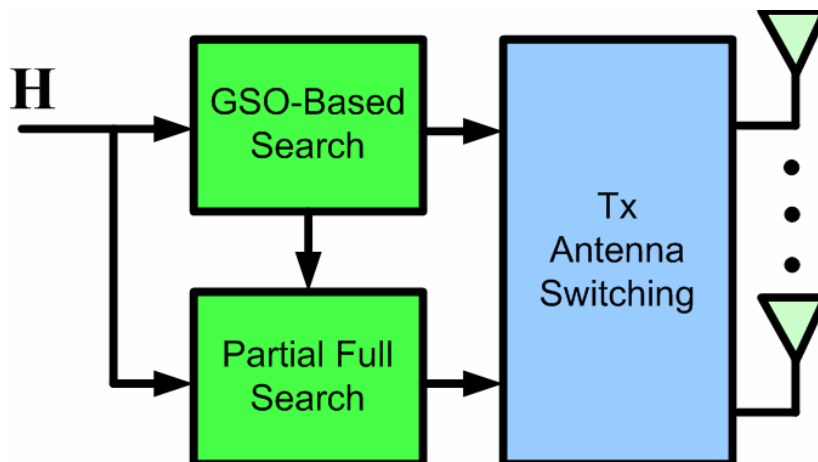 H
GSO-Based
Search
Tx
Antenna
Switching
Partial Full
Search